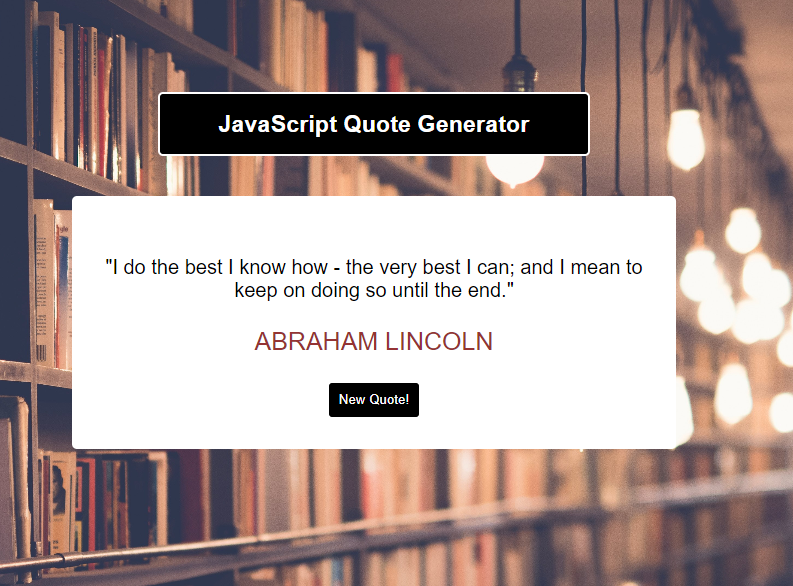 JavaScript Quote Generator
"I do the best I know how - the very best I can; and I mean to
keep on doing so until the end."
ABRAHAM LINCOLN
New Quote!